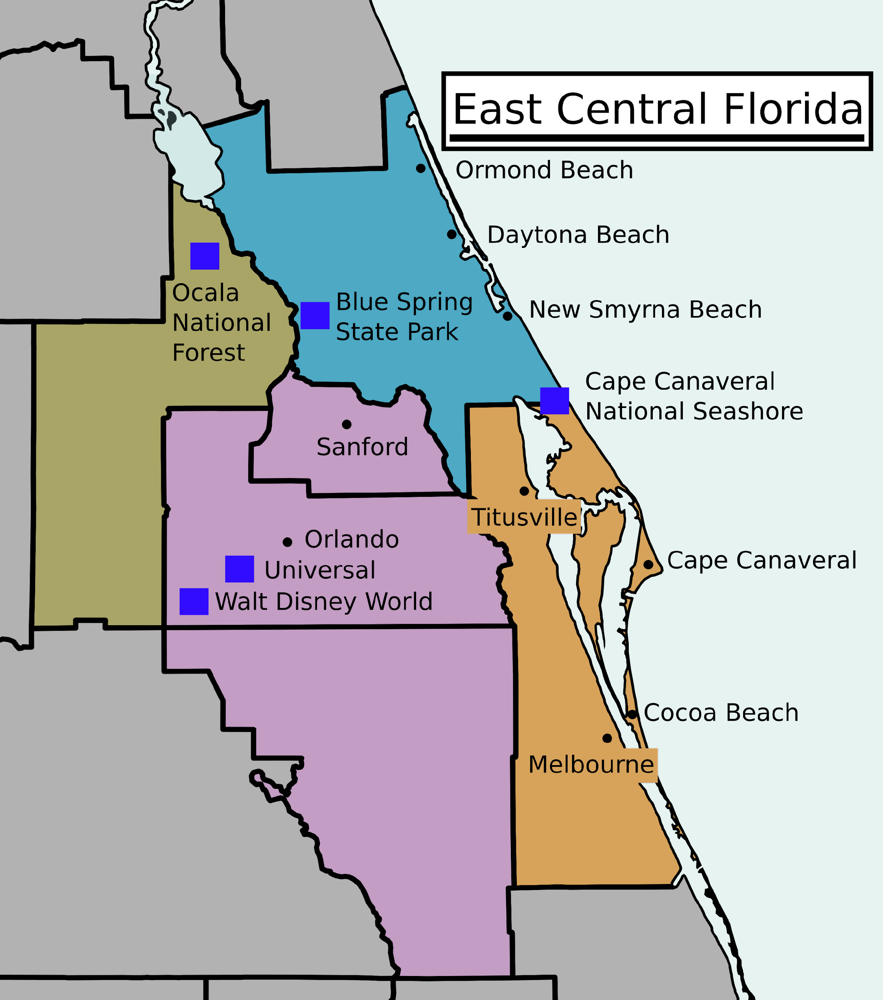 East Central Florida
Ormond Beach
Daytona Beach
Ocala
National
Forest
Blue Spring
State Park
New Smyrna Beach
Cape Canaveral
National Seashore
Sanford
Titusville
Orlando
Universal
Walt Disney World
Cape Canaveral
Cocoa Beach
Melbourne